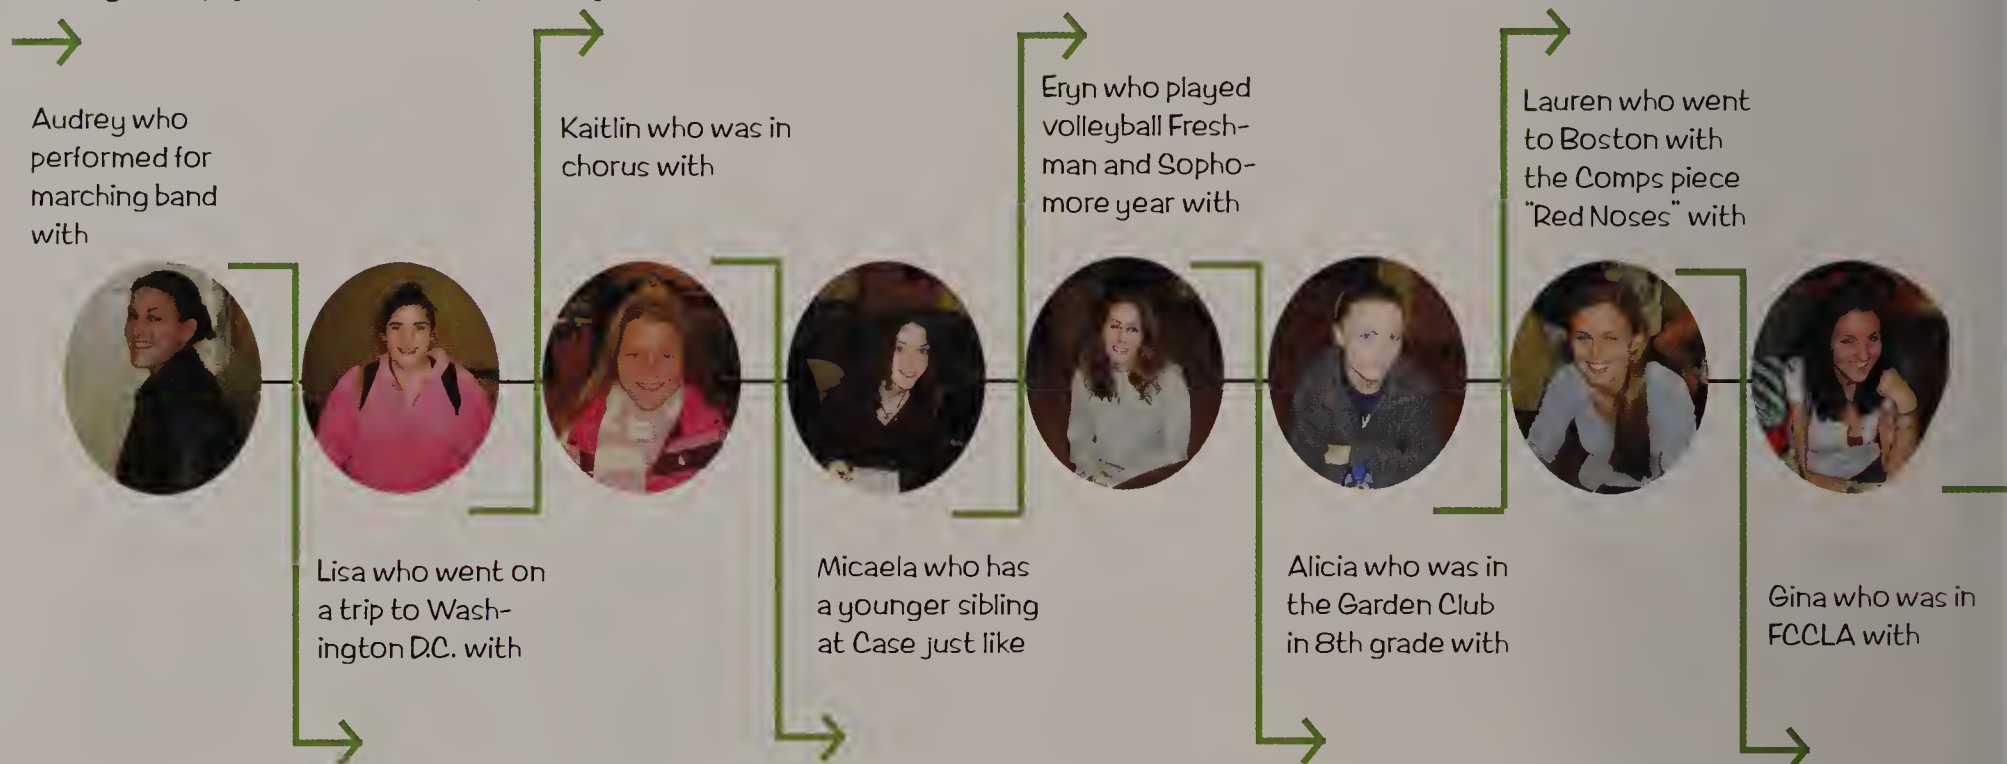 Audrey who
performed for
marching band
with
Lisa who went on
a trip to Wash-
ington D.C. with
Kaitlin who was in
chorus with
Micaela who has
a younger sibling
at Case just like
Eryn who played
volleyball Fresh-
man and Sopho-
more year with
Alicia who was in
the Garden Club
in 8th grade with
Lauren who went
to Boston with
the Comps piece
"Red Noses" with
Gina who was in
FCCLA with